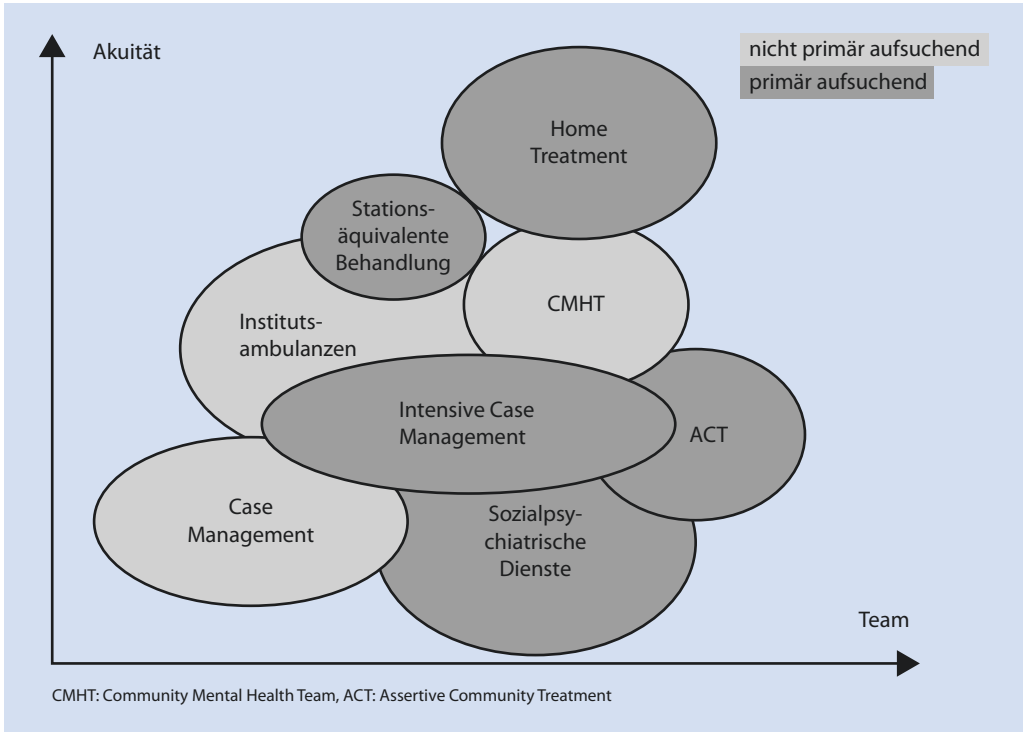 Akuität
nicht primär aufsuchend
primär aufsuchend
Home
Treatment
Stations-
äquivalente
Behandlung
CMHT
Instituts-
ambulanzen
Intensive Case
Management
ACT
Case
Management
Sozialpsy-
chiatrische
Dienste
Team
CMHT: Community Mental Health Team, ACT: Assertive Community Treatment